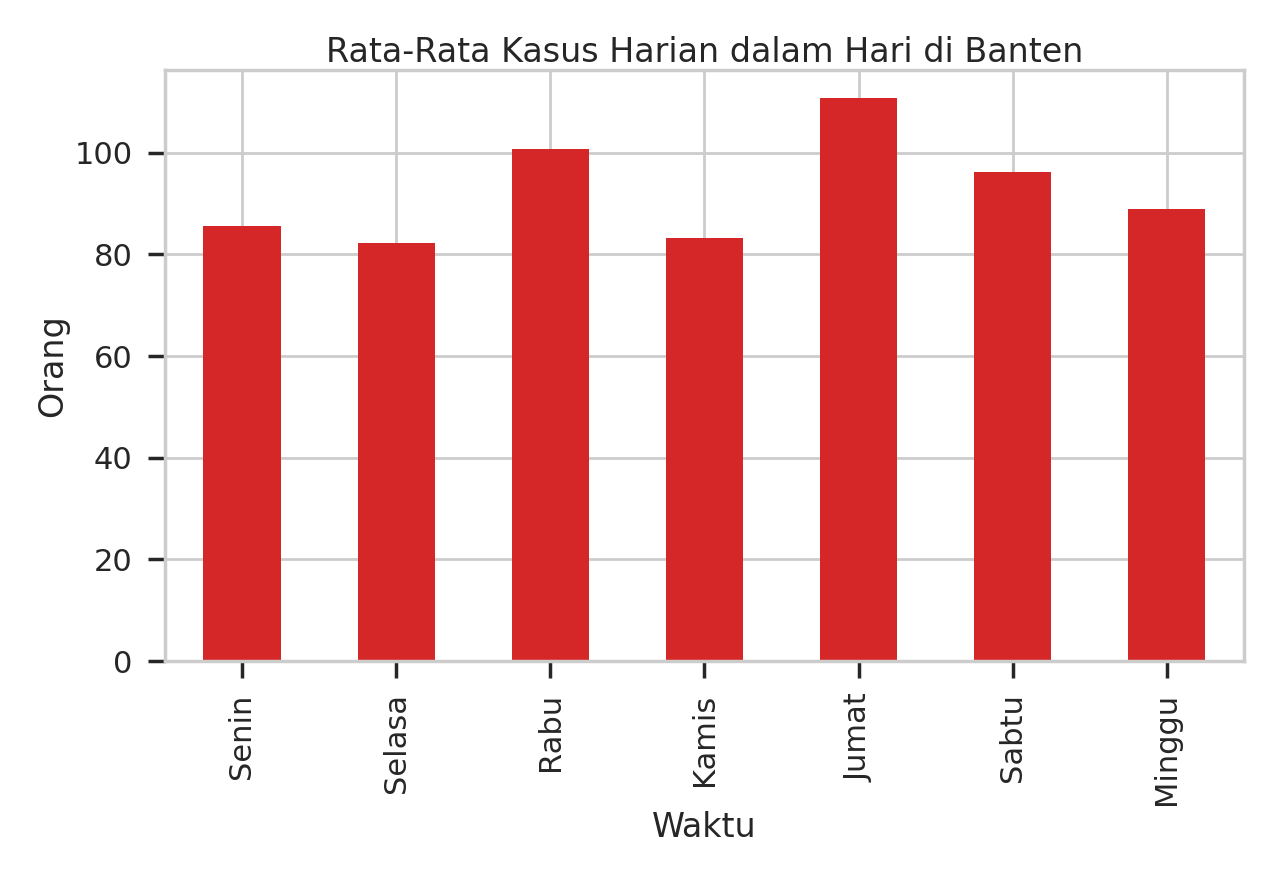 Rata-Rata Kasus Harian dalam Hari di Banten
Orang
100
80
60
40
20
0
Senin
Selasa
Rabu
Kamis
Jumat
Sabtu
Minggu
Waktu